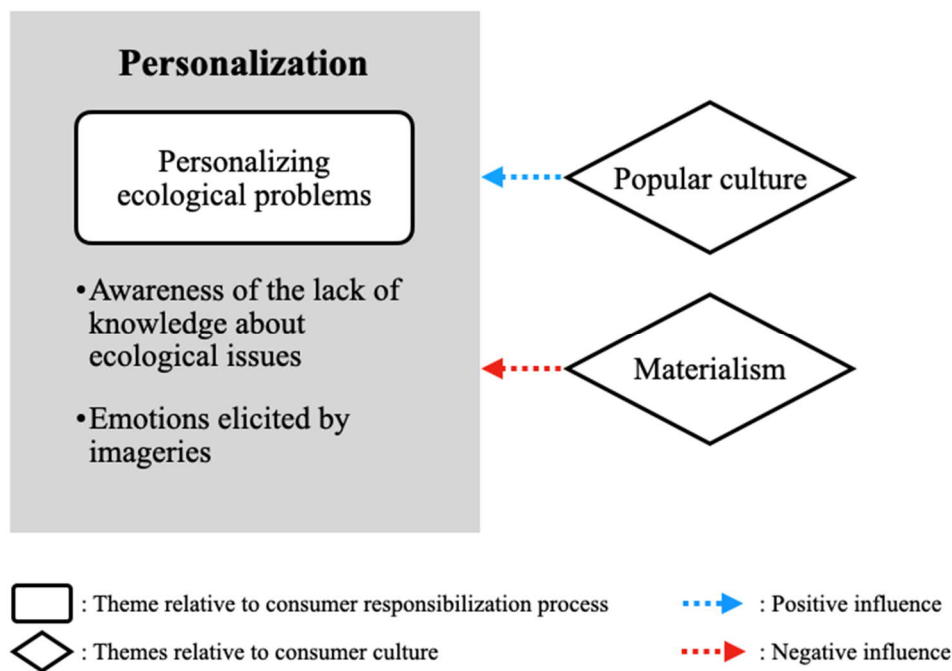 Personalization
Personalizing
ecological problems
•Awareness of the lack of
knowledge about
ecological issues
•Emotions elicited by
imageries
Popular culture
Materialism
: Theme relative to consumer responsibilization process
: Themes relative to consumer culture
: Positive influence
: Negative influence